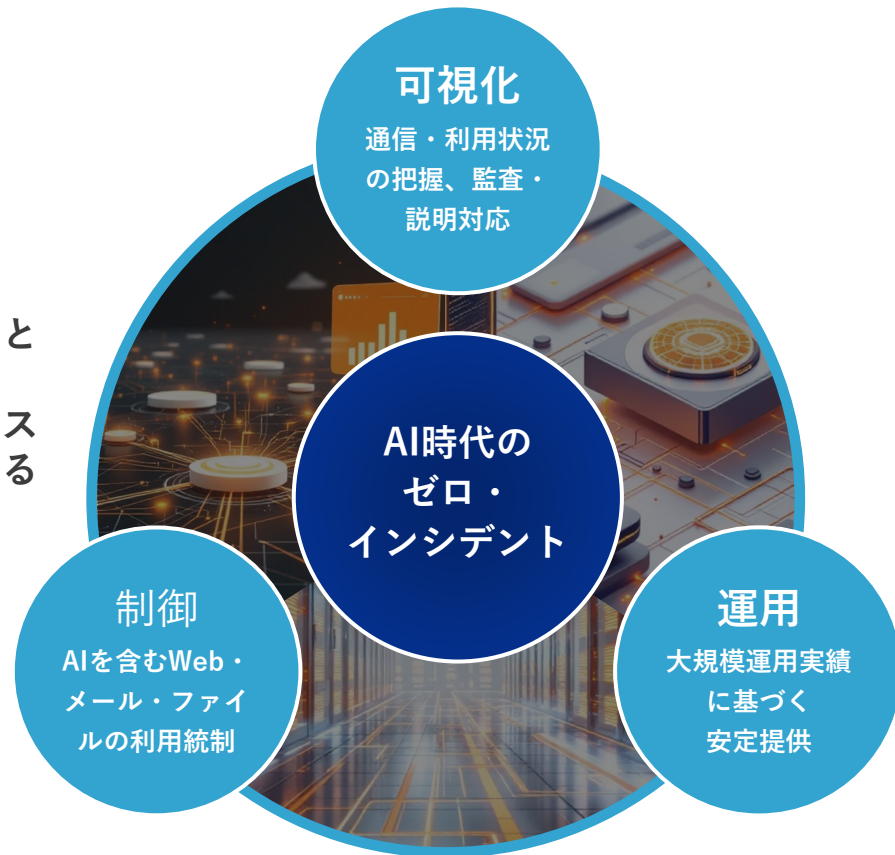 可視化
通信・利用状況
の把握、監査・
説明対応
と
ス
る
AI時代の
ゼロ・
インシデント
制御
AIを含むWeb・
メール・ファイ
ルの利用統制
運用
大規模運用実績
に基づく
安定提供